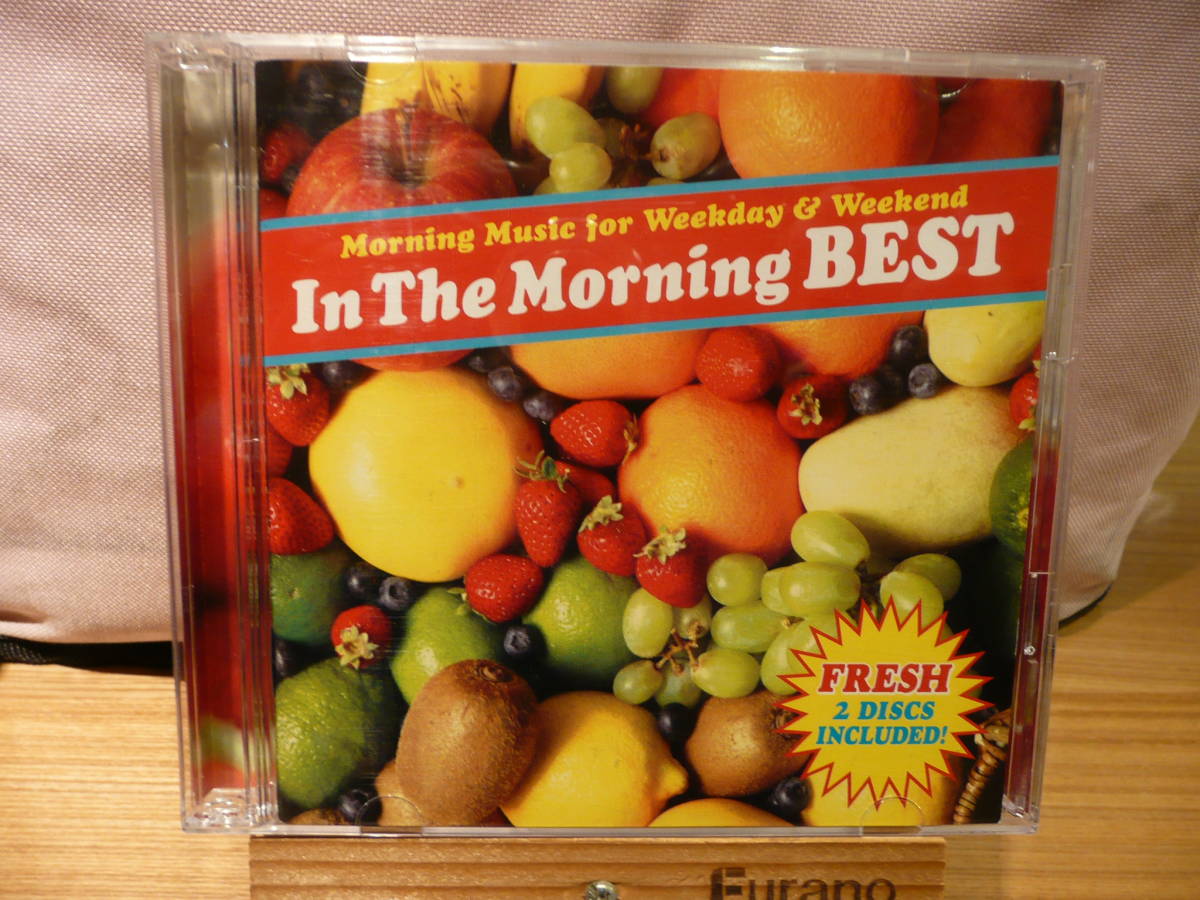 Morning Music for Weekday & Weekend
In The Morning BEST
FRESH
2 DISCS
INCLUDED!
Furano